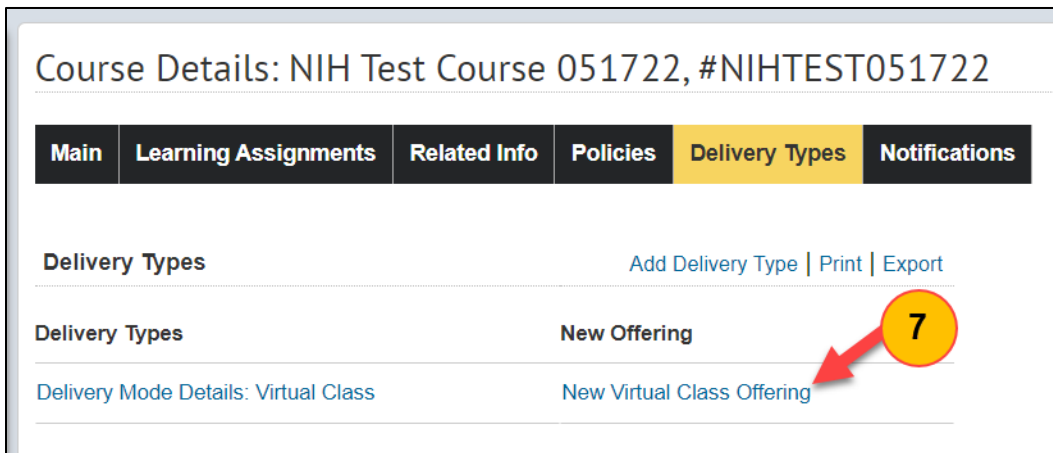 Course Details: NIH Test Course 051722, #NIHTEST051722
Main Learning Assignments Related Info Policies Delivery Types Notifications
Delivery Types Add Delivery Type | Print | Export
Delivery Types New Offering 7
Delivery Mode Details: Virtual Class New Virtual Class Offering